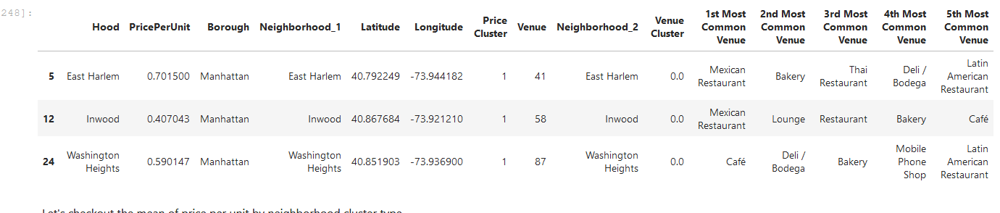 248]:
Hood PricePerUnit Borough Neighborhood_1 Latitude Longitude Price Cluster Venue Neighborhood_2 Venue Cluster 1st Most Common Venue 2nd Most Common Venue 3rd Most Common Venue 4th Most Common Venue 5th Most Common Venue
5 East Harlem 0.701500 Manhattan East Harlem 40.792249 -73.944182 1 41 East Harlem 0.0 Mexican Restaurant Bakery Thai Restaurant Deli / Bodega Latin American Restaurant
12 Inwood 0.407043 Manhattan Inwood 40.867684 -73.921210 1 58 Inwood 0.0 Mexican Restaurant Lounge Restaurant Bakery Café
24 Washington Heights 0.590147 Manhattan Washington Heights 40.851903 -73.936900 1 87 Washington Heights 0.0 Café Deli / Bodega Bakery Mobile Phone Shop Latin American Restaurant
Let's checkout the mean of price per unit by neighborhood cluster type